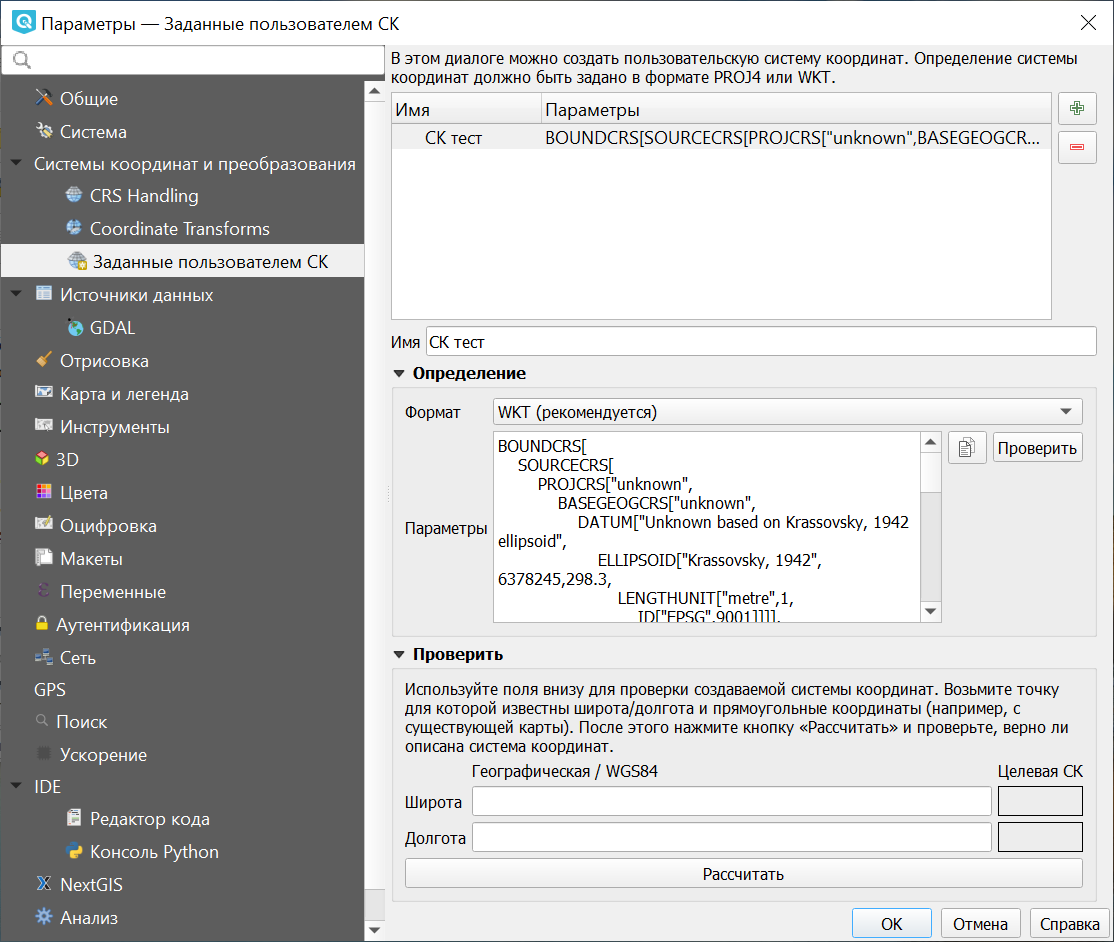 Параметры — Заданные пользователем СК
Общие
Система
Системы координат и преобразования
CRS Handling
Coordinate Transforms
Заданные пользователем СК
Источники данных
GDAL
Отрисовка
Карта и легенда
Инструменты
3D
Цвета
Оцифровка
Макеты
Переменные
Аутентификация
Сеть
GPS
Поиск
Ускорение
IDE
Редактор кода
Консоль Python
NextGIS
Анализ
В этом диалоге можно создать пользовательскую систему координат. Определение системы
координат должно быть задано в формате PROJ4 или WKT.
Имя Параметры
СК тест BOUNDCRS[SOURCECRS[PROJCRS["unknown",BASEGEOGCR...
Имя СК тест
Определение
Формат WKT (рекомендуется)
Параметры
BOUNDCRS[
SOURCECRS[
PROJCRS["unknown",
BASEGEOGCRS["unknown",
DATUM["Unknown based on Krassovsky, 1942
ellipsoid",
ELLIPSOID["Krassovsky, 1942",
6378245,298.3,
LENGTHUNIT["metre",1,
ID["EPSG",9001]]]],
Проверить
Проверить
Используйте поля внизу для проверки создаваемой системы координат. Возьмите точку
для которой известны широта/долгота и прямоугольные координаты (например, с
существующей карты). После этого нажмите кнопку «Рассчитать» и проверьте, верно ли
описана система координат.
Географическая / WGS84 Целевая СК
Широта
Долгота
Рассчитать
OK Отмена Справка